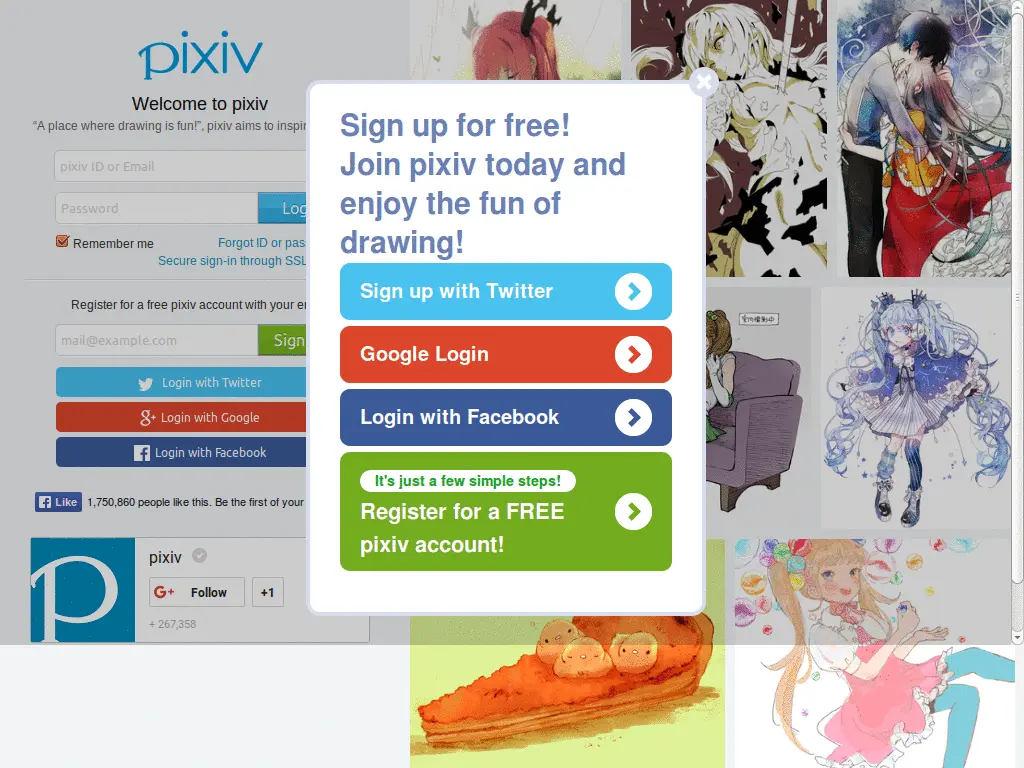 pixiv
Welcome to pixiv
“A place where drawing is fun!”, pixiv aims to inspir
pixiv ID or Email
Password
Log
Remember me
Forgot ID or pas
Secure sign-in through SSL
Register for a free pixiv account with your e
mail@example.com
Sign
Login with Twitter
Login with Google
Login with Facebook
Like
1,750,860 people like this. Be the first of your
pixiv
Follow
+1
+ 267,358
Sign up for free!
Join pixiv today and
enjoy the fun of
drawing!
Sign up with Twitter
Google Login
Login with Facebook
It's just a few simple steps!
Register for a FREE
pixiv account!